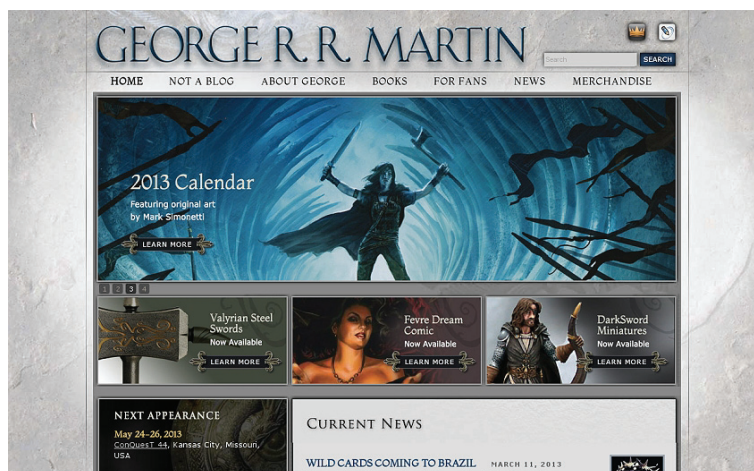 GEORGE R. R. MARTIN
Search
SEARCH
HOME NOT A BLOG ABOUT GEORGE BOOKS FOR FANS NEWS MERCHANDISE
2013 Calendar
Featuring original art
by Mark Simonetti
LEARN MORE
1 2 3 4
Valyrian Steel
Swords
Now Available
LEARN MORE
Fevre Dream
Comic
Now Available
LEARN MORE
DarkSword
Miniatures
Now Available
LEARN MORE
NEXT APPEARANCE
May 24-26, 2013
ConQuesT 44, Kansas City, Missouri,
USA
CURRENT NEWS
WILD CARDS COMING TO BRAZIL MARCH 11, 2013